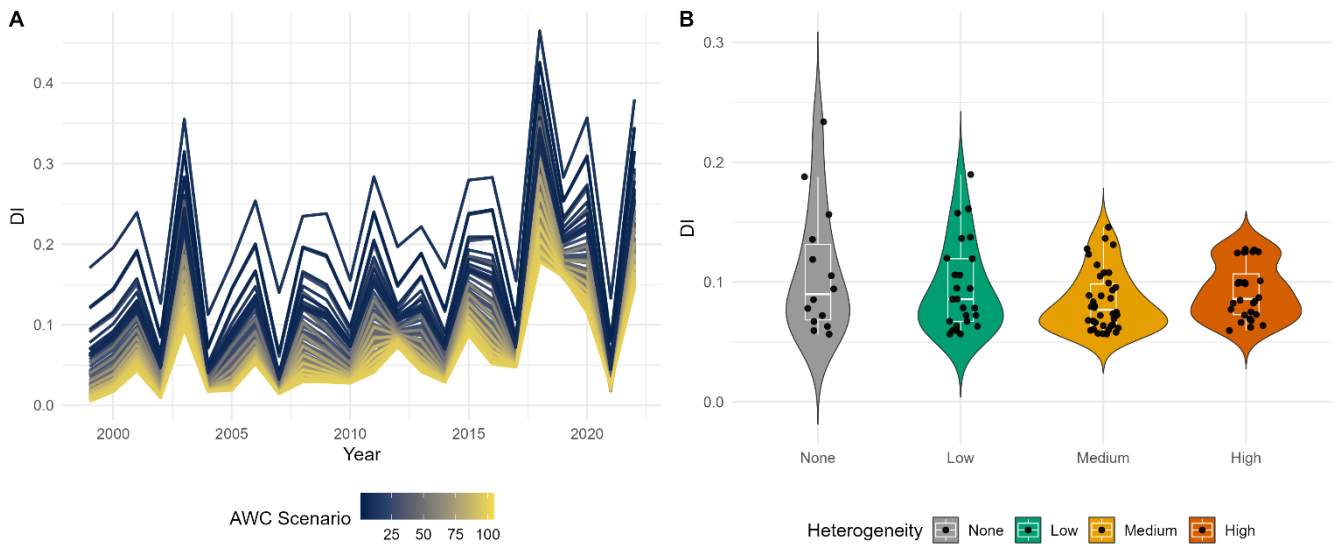 A
DI
0.4
0.3
0.2
0.1
0.0
2000 2005 2010 2015 2020
Year
AWC Scenario
25 50 75 100
B
DI
0.3
0.2
0.1
0.0
None Low Medium High
Heterogeneity None Low Medium High